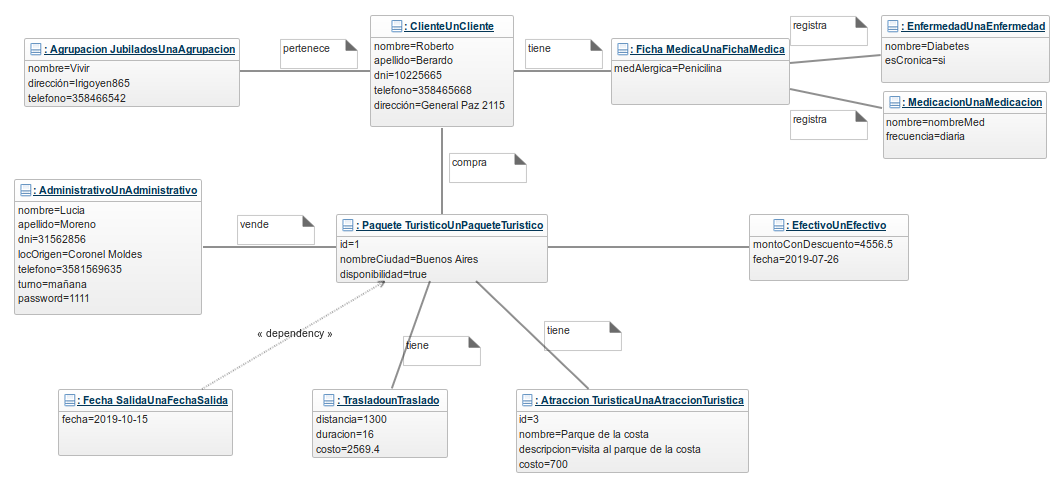 : Agrupacion JubiladosUnaAgrupacion
nombre=Vivir
dirección=Irigoyen865
telefono=358466542
pertenece
: ClienteUnCliente
nombre=Roberto
apellido=Berardo
dni=10225665
telefono=358465668
dirección=General Paz 2115
tiene
: Ficha MedicaUnaFichaMedica
medAlergica=Penicilina
registra
: EnfermedadUnaEnfermedad
nombre=Diabetes
esCronica=si
registra
: MedicacionUnaMedicacion
nombre=nombreMed
frecuencia=diaria
compra
: AdministrativoUnAdministrativo
nombre=Lucia
apellido=Moreno
dni=31562856
locOrigen=Coronel Moldes
telefono=3581569635
turno=mañana
password=1111
vende
: Paquete TuristicoUnPaqueteTuristico
id=1
nombreCiudad=Buenos Aires
disponibilidad=true
: EfectivoUnEfectivo
montoConDescuento=4556.5
fecha=2019-07-26
« dependency »
tiene
tiene
: Fecha SalidaUnaFechaSalida
fecha=2019-10-15
: TrasladounTraslado
distancia=1300
duracion=16
costo=2569.4
: Atraccion TuristicaUnaAtraccionTuristica
id=3
nombre=Parque de la costa
descripcion=visita al parque de la costa
costo=700